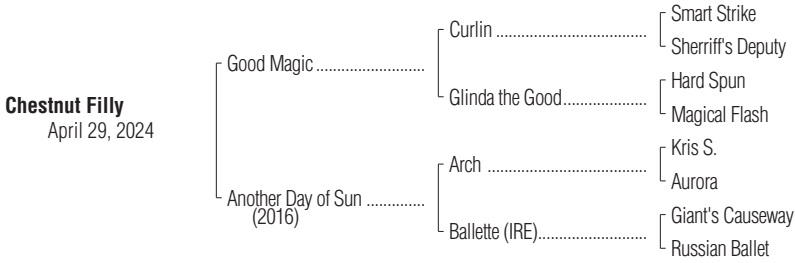 Smart Strike
Curlin ....................................
Sherriff's Deputy
Good Magic .........................
Hard Spun
Glinda the Good....................
Magical Flash
Chestnut Filly
April 29, 2024
Kris S.
Arch ......................................
Aurora
Another Day of Sun ..............
(2016)
Giant's Causeway
Ballette (IRE)..........................
Russian Ballet